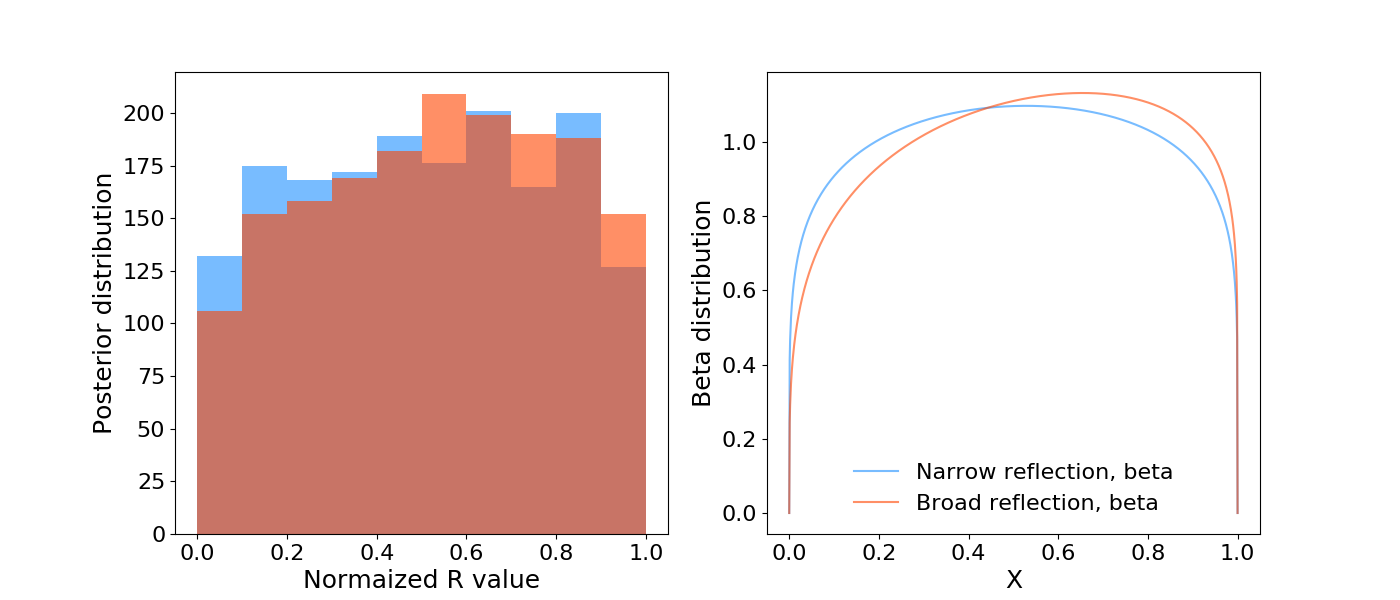 Posterior distribution
200
175
150
125
100
75
50
25
0
0.0 0.2 0.4 0.6 0.8 1.0
Normaized R value
Beta distribution
1.0
0.8
0.6
0.4
0.2
0.0
Narrow reflection, beta
Broad reflection, beta
0.0 0.2 0.4 0.6 0.8 1.0
X